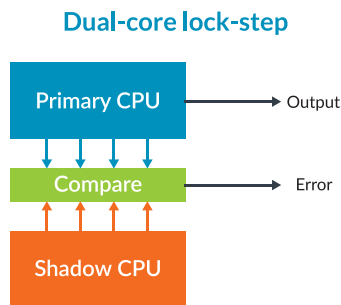 Dual-core lock-step
Primary CPU
Output
Compare
Error
Shadow CPU